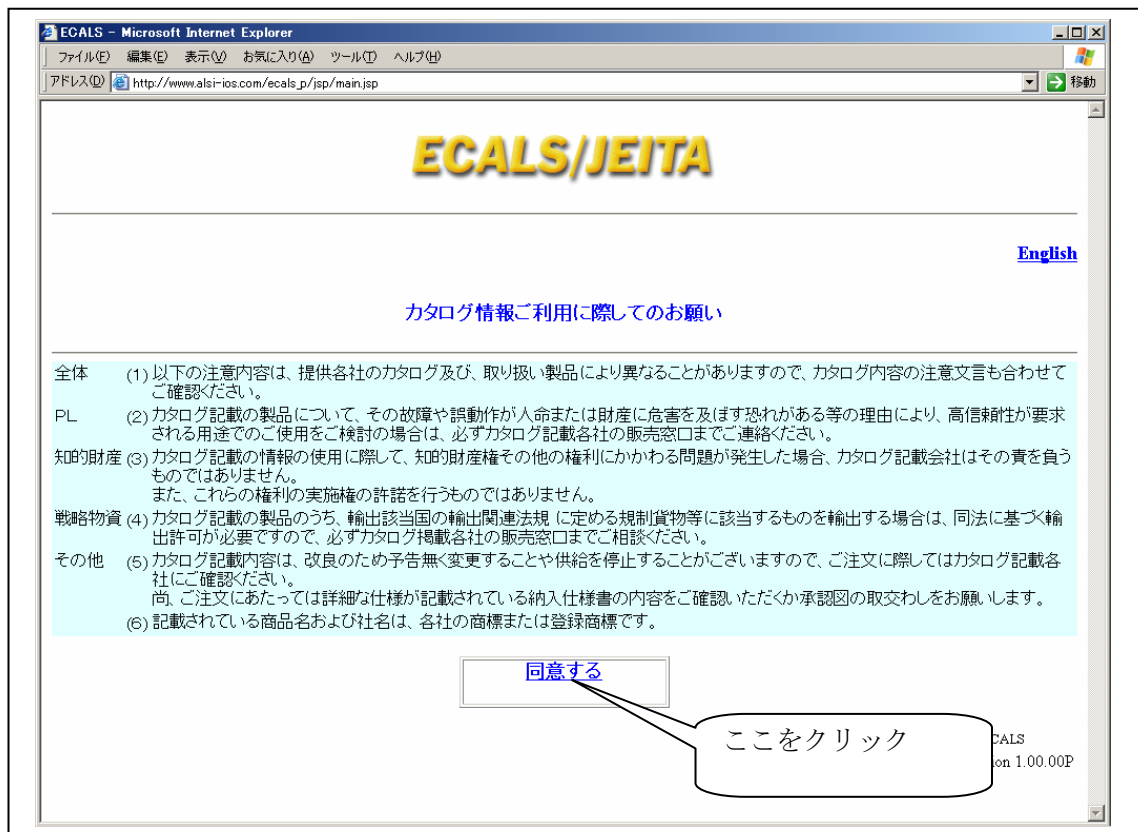 ECALS - Microsoft Internet Explorer
ファイル(F) 編集(E) 表示(V) お気に入り(A) ツール(T) ヘルプ(H)
アドレス(D) http://www.alsi-ios.com/ecals_p/jsp/main.jsp 移動
ECALS/JEITA
English
カタログ情報ご利用に際してのお願い
全体 (1) 以下の注意内容は、提供各社のカタログ及び、取り扱い製品により異なることがありますので、カタログ内容の注意文言も合わせて
ご確認ください。
PL (2) カタログ記載の製品について、その故障や誤動作が人命または財産に危害を及ぼす恐れがある等の理由により、高信頼性が要求
される用途でのご使用をご検討の場合は、必ずカタログ記載各社の販売窓口までご連絡ください。
知的財産 (3) カタログ記載の情報の使用に際して、知的財産権その他の権利にかかわる問題が発生した場合、カタログ記載会社はその責を負う
ものではありません。
また、これらの権利の実施権の許諾を行うものではありません。
戦略物資 (4) カタログ記載の製品のうち、輸出該当国の輸出関連法規 に定める規制貨物等に該当するものを輸出する場合は、同法に基づく輸
出許可が必要ですので、必ずカタログ掲載各社の販売窓口までご相談ください。
その他 (5) カタログ記載内容は、改良のため予告無く変更することや供給を停止することがございますので、ご注文に際してはカタログ記載各
社にご確認ください。
尚、ご注文にあたっては詳細な仕様が記載されている納入仕様書の内容をご確認いただくか承認図の取交わしをお願いします。
(6) 記載されている商品名および社名は、各社の商標または登録商標です。
同意する
ここをクリック
CALS
ion 1.00.00P